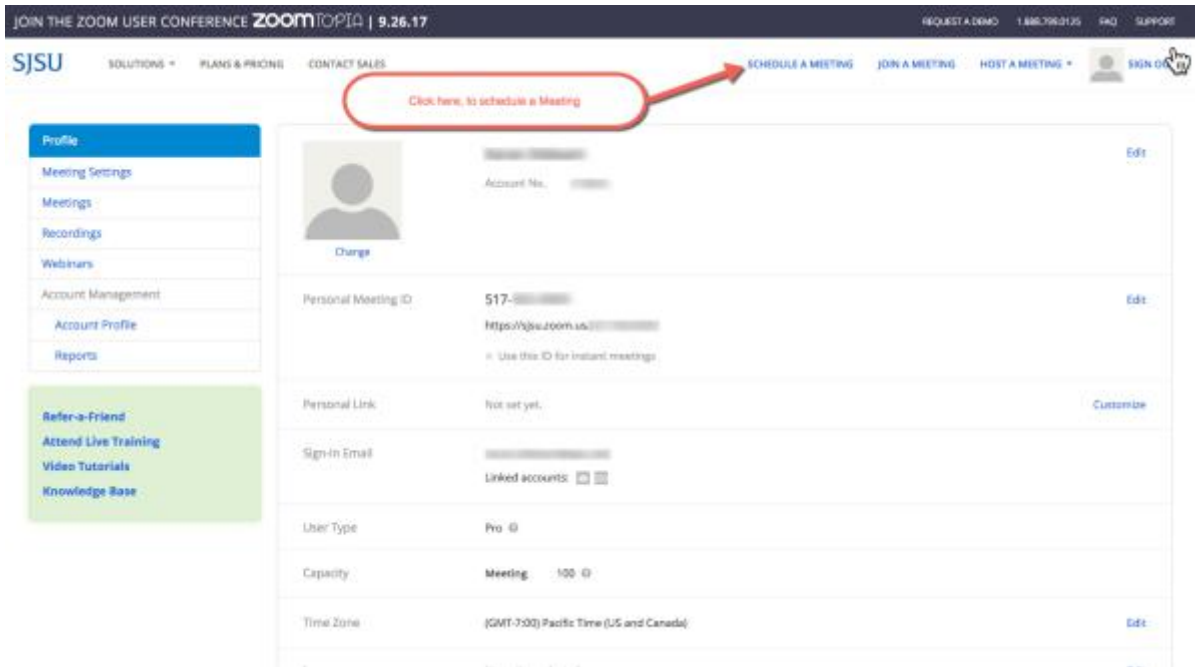 JOIN THE ZOOM USER CONFERENCE ZOOMTOPIA | 9.26.17 REQUEST A DEMO 1.888.799.0125 FAQ SUPPORT
SJSU SOLUTIONS PLANS & PRICING CONTACT SALES SCHEDULE A MEETING JOIN A MEETING HOST A MEETING SIGN
Click here, to schedule a Meeting
Profile
Meeting Settings
Meetings
Recordings
Webinars
Account Management
Account Profile
Reports
Refer-a-Friend
Attend Live Training
Video Tutorials
Knowledge Base
Change
Account No.
Edit
Personal Meeting ID 517- Edit
https://sjsu.zoom.us
Use this ID for instant meetings
Personal Link Not set yet. Customize
Sign-In Email
Linked accounts:
User Type Pro
Capacity Meeting 100
Time Zone (GMT-7:00) Pacific Time (US and Canada) Edit